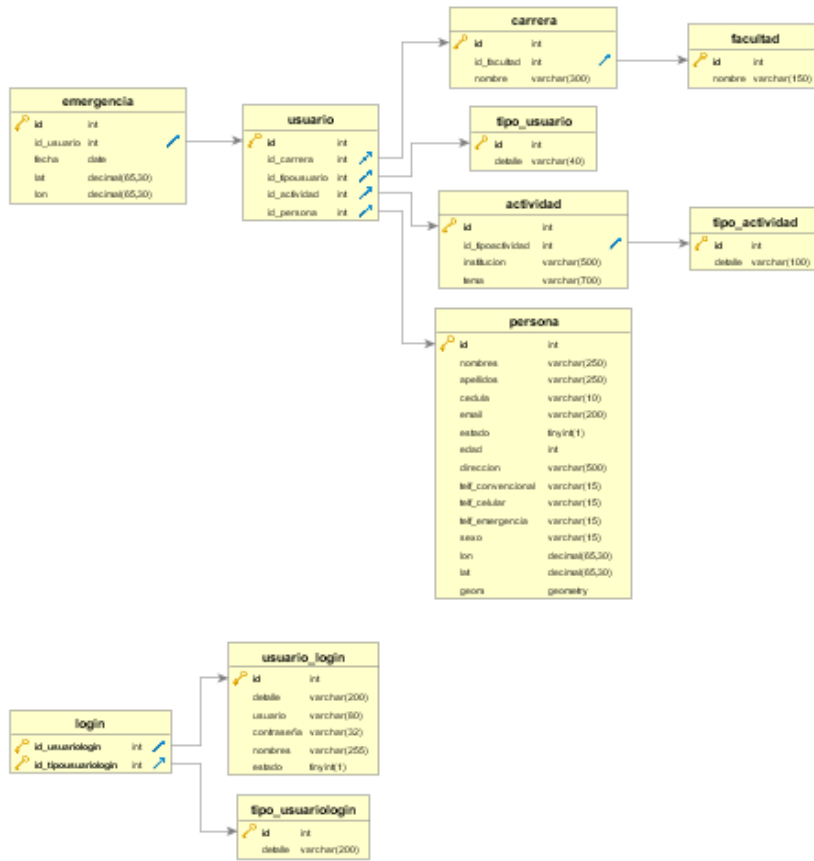 carrera
id int
id_facultad int
nombre varchar(300)
facultad
id int
nombre varchar(150)
emergencia
id int
id_usuario int
fecha date
lat decimal(65,30)
lon decimal(65,30)
usuario
id int
id_carrera int
id_tipousuario int
id_actividad int
id_persona int
tipo_usuario
id int
detalle varchar(40)
actividad
id int
id_tipoactividad int
institucion varchar(500)
tema varchar(700)
tipo_actividad
id int
detalle varchar(100)
persona
id int
nombres varchar(250)
apellidos varchar(250)
cedula varchar(10)
email varchar(200)
estado tinyint(1)
edad int
direccion varchar(500)
telf_convencional varchar(15)
telf_celular varchar(15)
telf_emergencia varchar(15)
sexo varchar(15)
lon decimal(65,30)
lat decimal(65,30)
geom geometry
usuario_login
id int
detalle varchar(200)
usuario varchar(80)
contraseña varchar(32)
nombres varchar(255)
estado tinyint(1)
login
id_usuariologin int
id_tipousuariologin int
tipo_usuariologin
id int
detalle varchar(200)